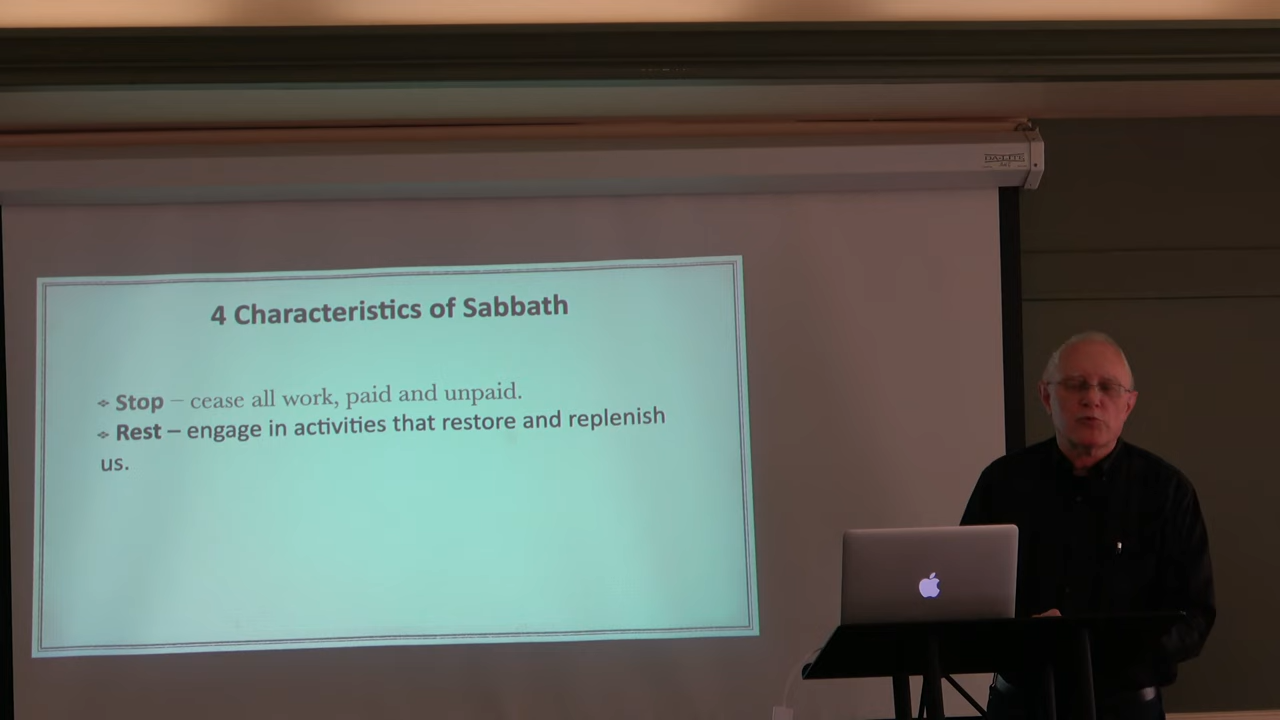 4 Characteristics of Sabbath
❖ Stop – cease all work, paid and unpaid.
❖ Rest – engage in activities that restore and replenish
us.